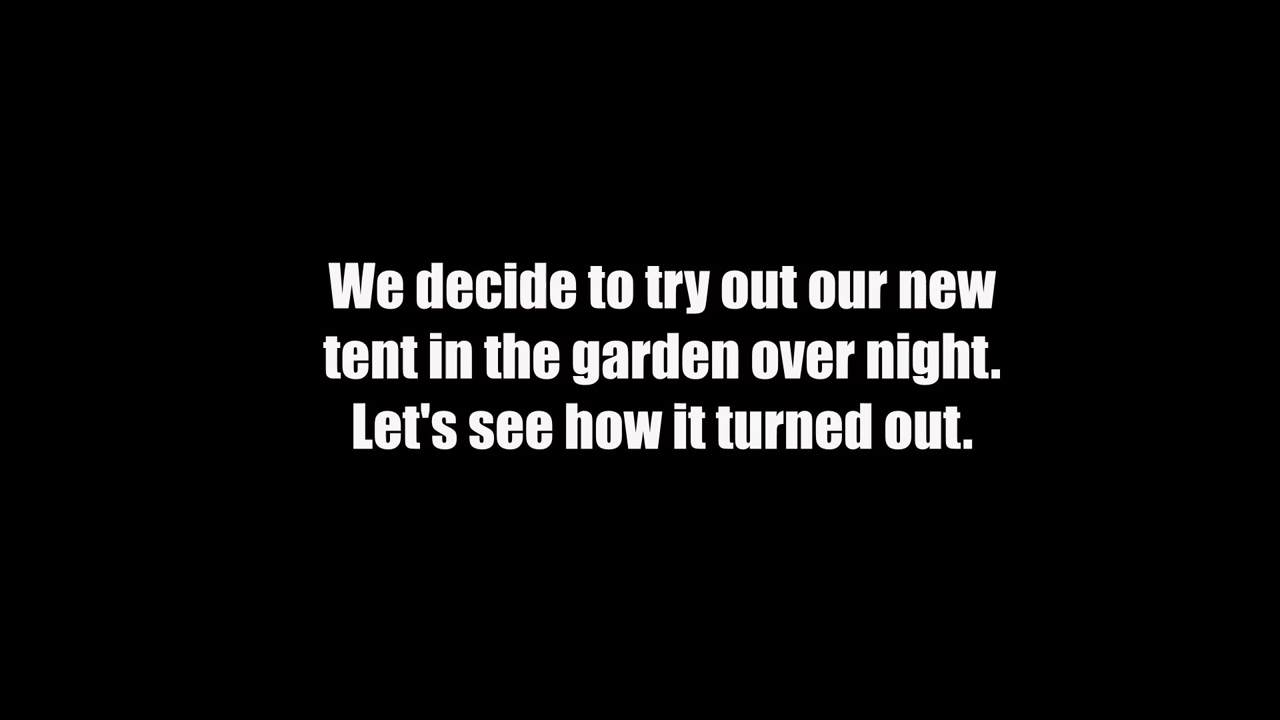 We decide to try out our new
tent in the garden over night.
Let's see how it turned out.